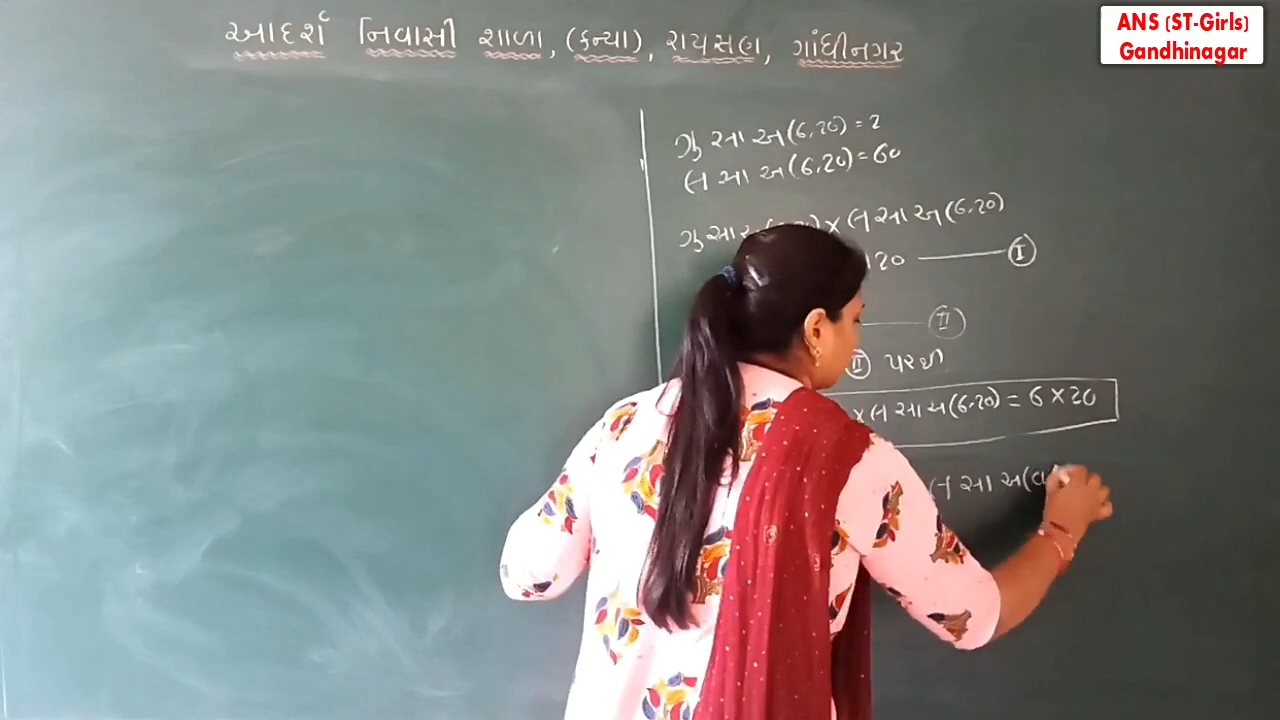 આદર્શ નિવાસી શાળા, (કન્યા), રાયસણ, ગાંધીનગર
ANS (ST-Girls)
Gandhinagar
ગુ સા અ (6,20) = 2
લ સા અ (6,20) = 60
ગુ સા × લ સા અ (6,20)
20 —— I
—— II
II પરથી
× લ સા અ (6,20) = 6 × 20
લ સા અ (a